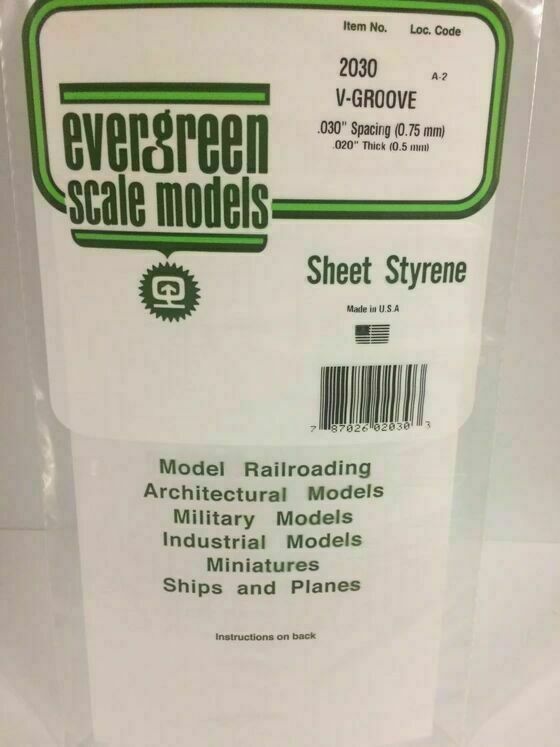 Item No. Loc. Code
2030 A-2
V-GROOVE
.030" Spacing (0.75 mm)
.020" Thick (0.5 mm)
evergreen
scale models
Sheet Styrene
Made in U.S.A
7 87026 02030 3
Model Railroading
Architectural Models
Military Models
Industrial Models
Miniatures
Ships and Planes
Instructions on back